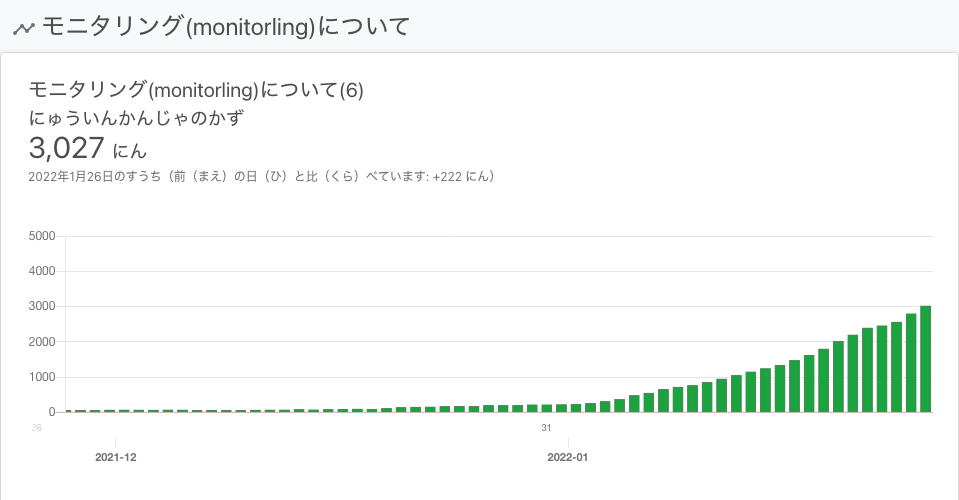 モニタリング(monitorling)について
モニタリング(monitorling)について(6)
にゅういんかんじゃのかず
3,027 にん
2022年1月26日のすうち（前（まえ）の日（ひ）と比（くら）べています: +222 にん）
5000
4000
3000
2000
1000
0
26
31
2021-12
2022-01